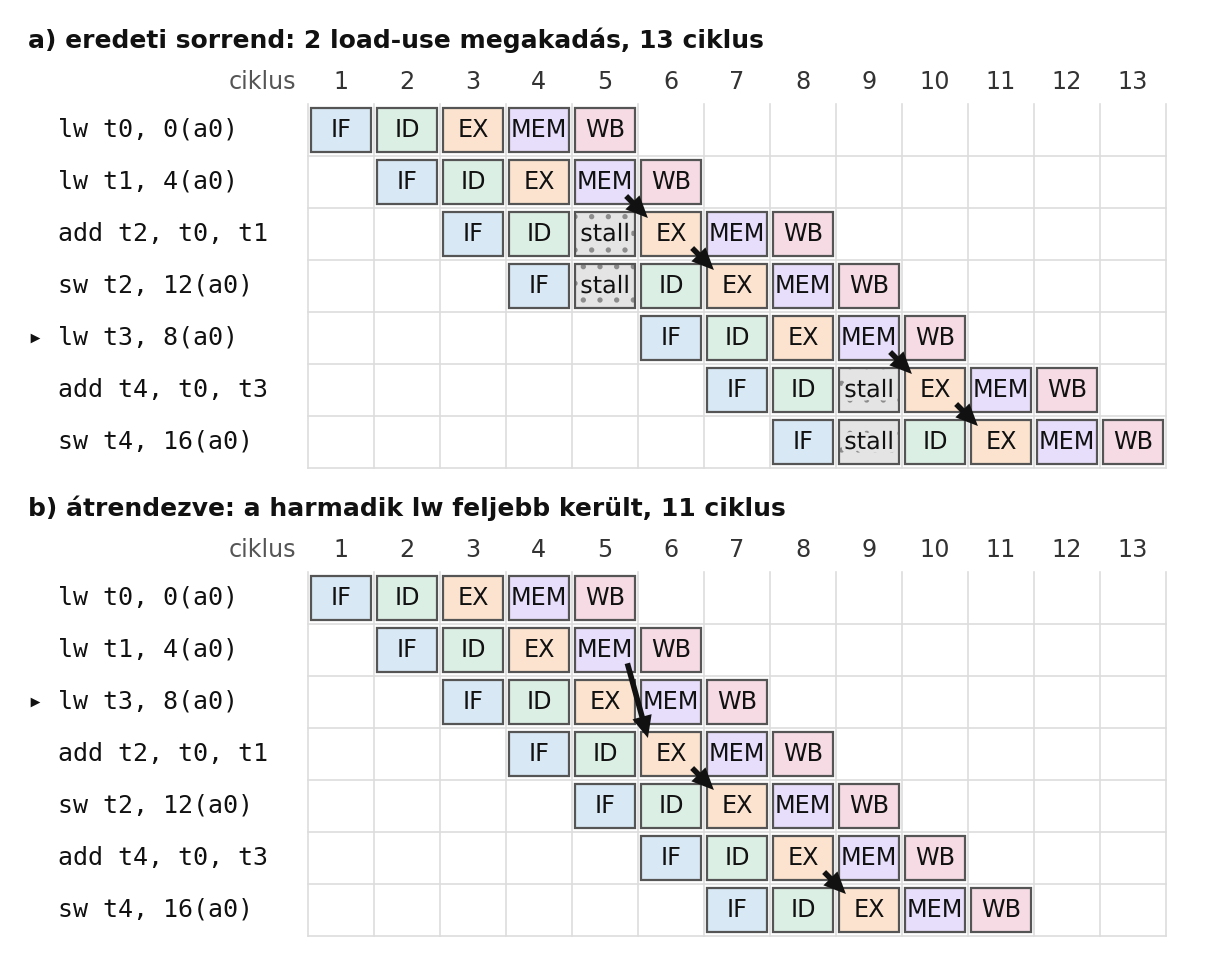 a) eredeti sorrend: 2 load-use megakadás, 13 ciklus
ciklus 1 2 3 4 5 6 7 8 9 10 11 12 13
lw t0, 0(a0) IF ID EX MEM WB
lw t1, 4(a0) IF ID EX MEM WB
add t2, t0, t1 IF ID stall EX MEM WB
sw t2, 12(a0) IF stall ID EX MEM WB
▸ lw t3, 8(a0) IF ID EX MEM WB
add t4, t0, t3 IF ID stall EX MEM WB
sw t4, 16(a0) IF stall ID EX MEM WB
b) átrendezve: a harmadik lw feljebb került, 11 ciklus
ciklus 1 2 3 4 5 6 7 8 9 10 11 12 13
lw t0, 0(a0) IF ID EX MEM WB
lw t1, 4(a0) IF ID EX MEM WB
▸ lw t3, 8(a0) IF ID EX MEM WB
add t2, t0, t1 IF ID EX MEM WB
sw t2, 12(a0) IF ID EX MEM WB
add t4, t0, t3 IF ID EX MEM WB
sw t4, 16(a0) IF ID EX MEM WB